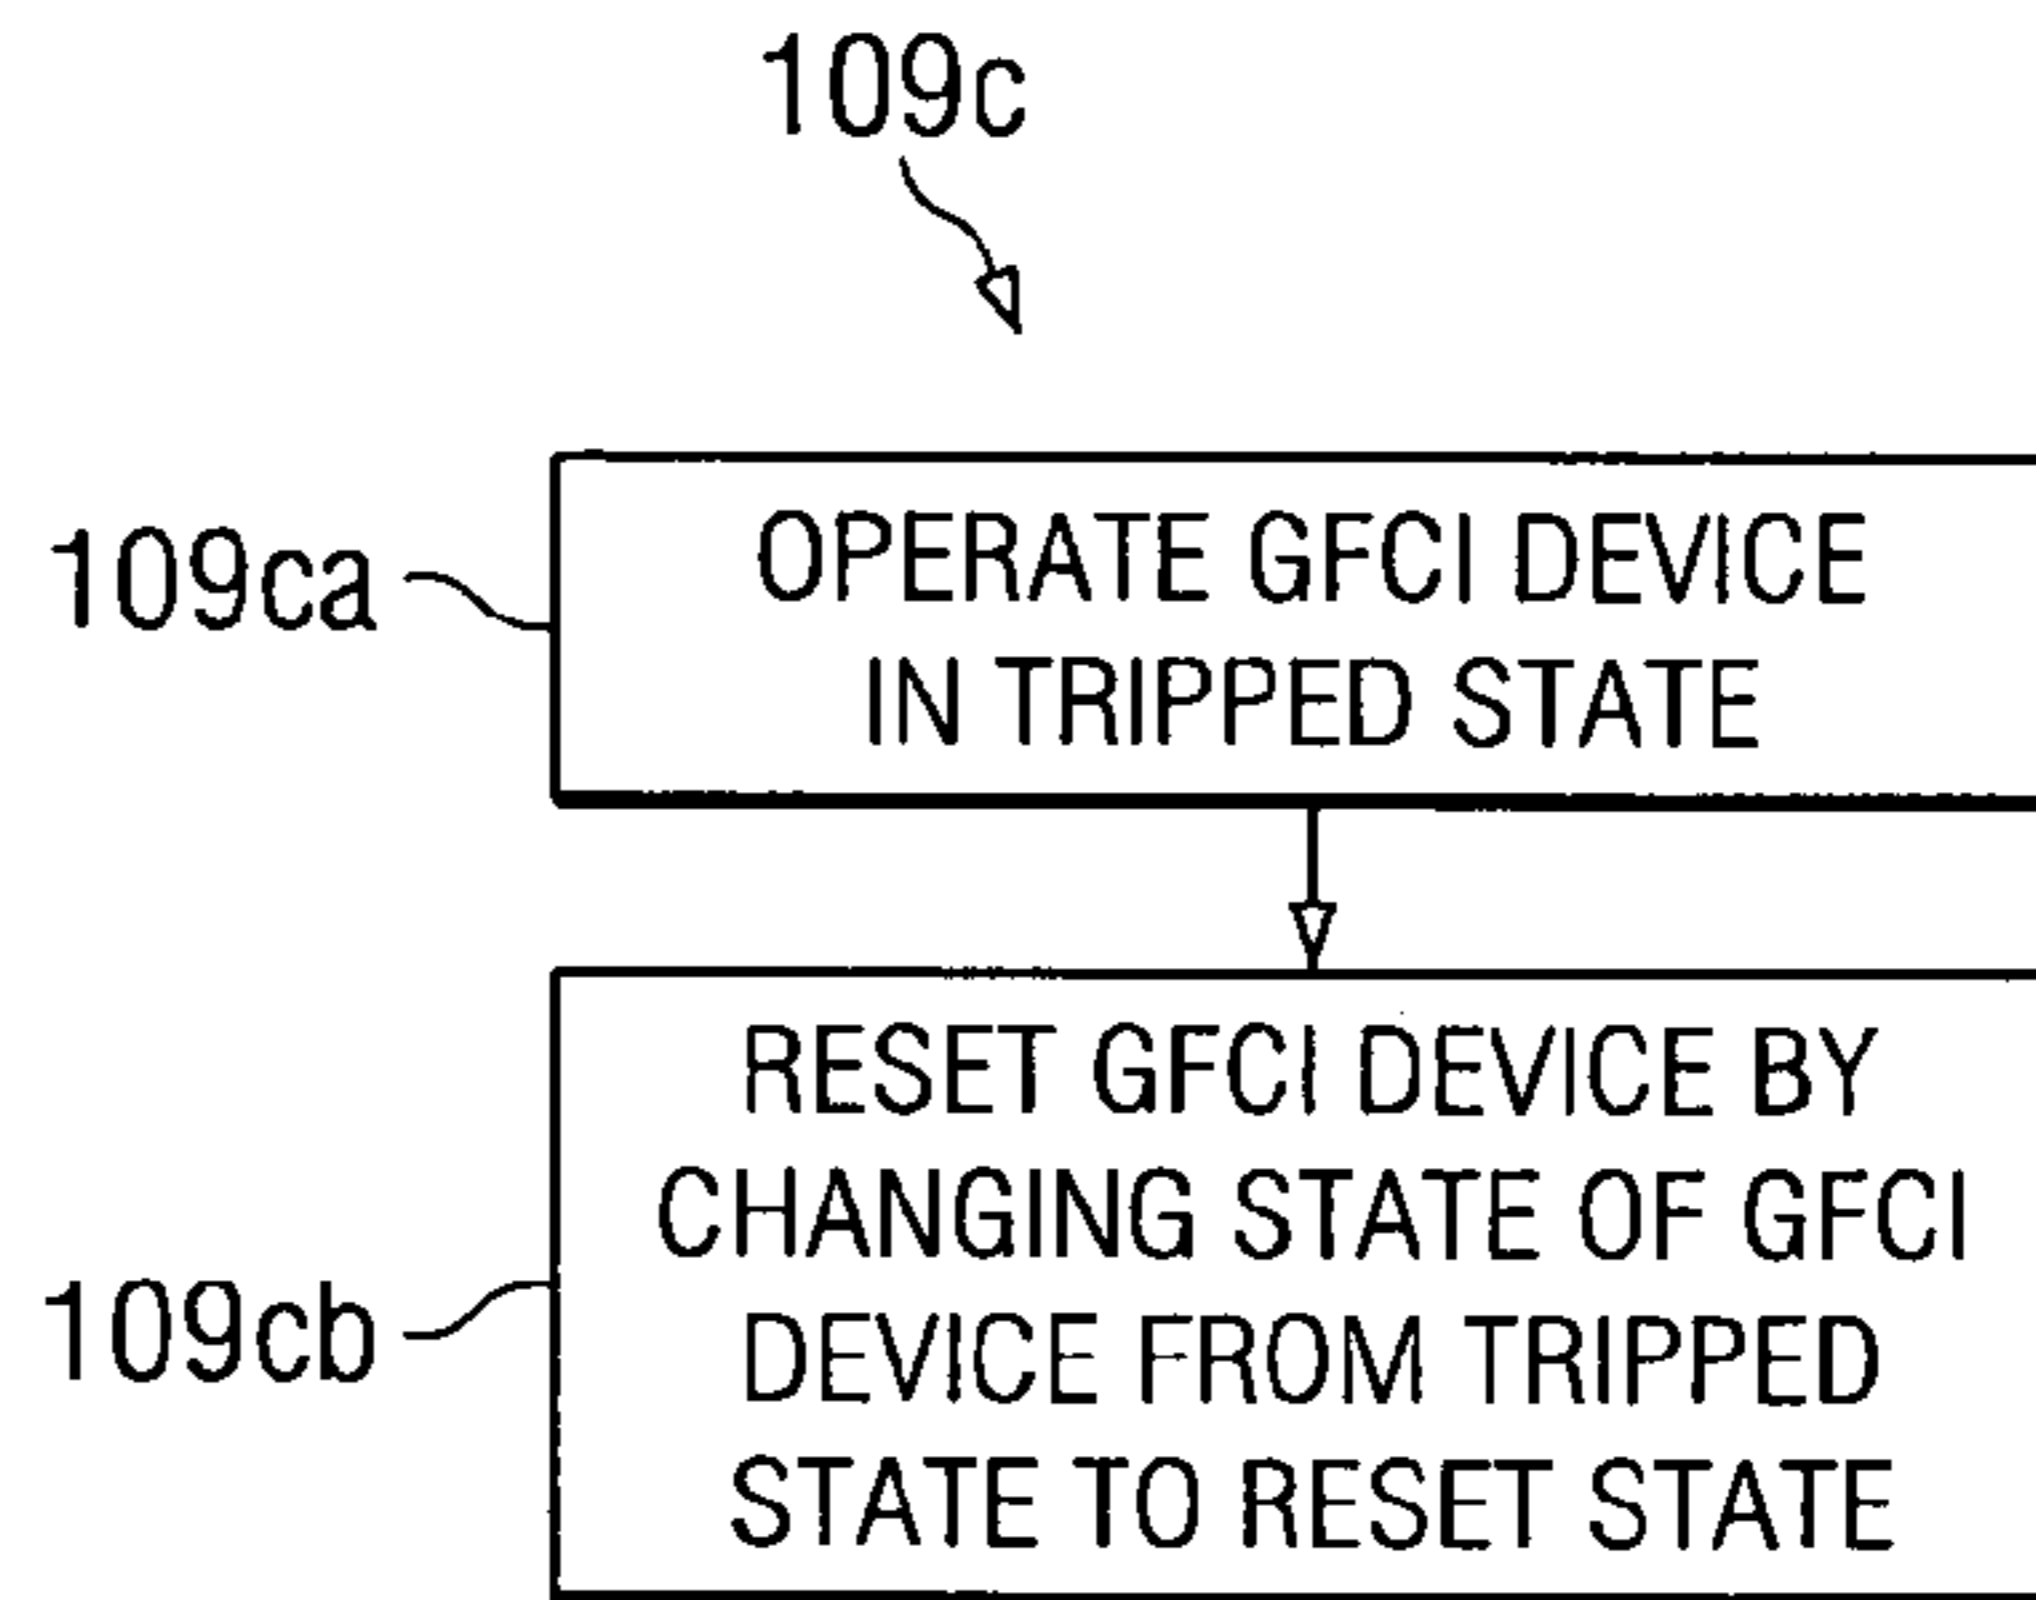 109c
109ca
OPERATE GFCI DEVICE
IN TRIPPED STATE
109cb
RESET GFCI DEVICE BY
CHANGING STATE OF GFCI
DEVICE FROM TRIPPED
STATE TO RESET STATE